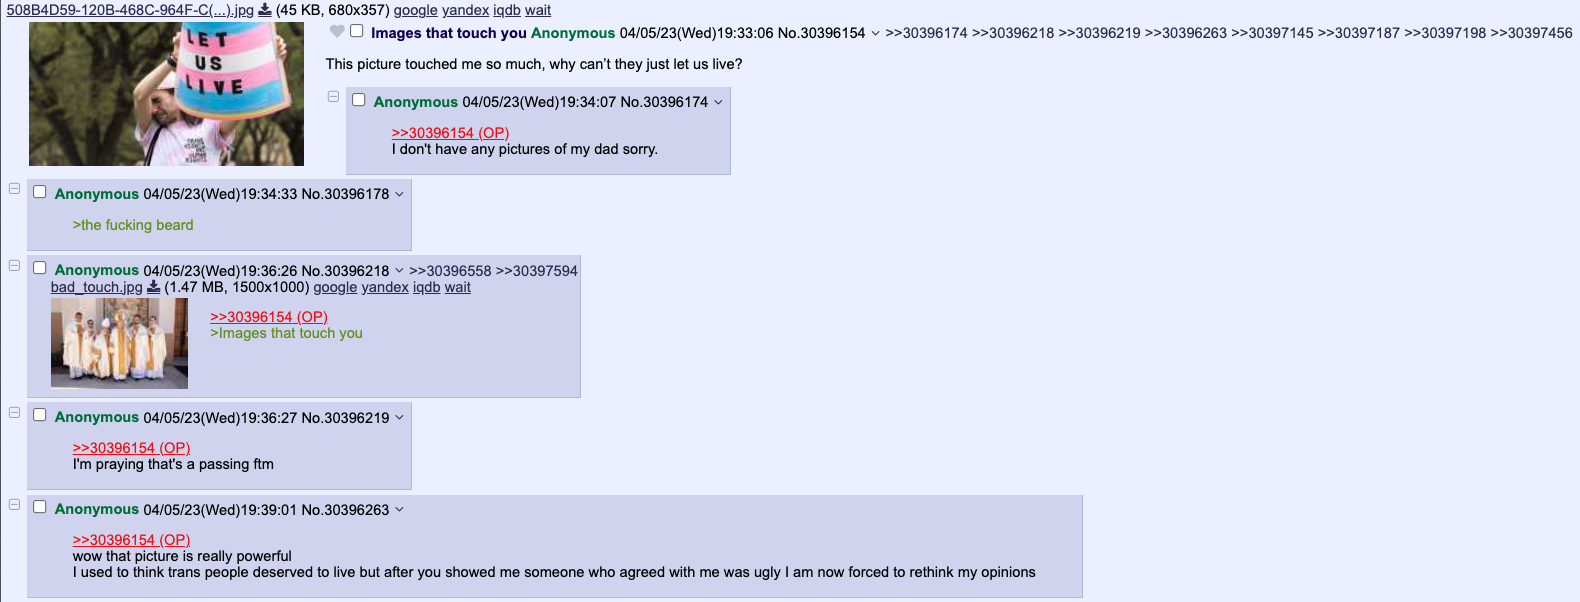 508B4D59-120B-468C-964F-C(...).jpg (45 KB, 680x357) google yandex iqdb wait
LET
US
LIVE
Images that touch you Anonymous 04/05/23(Wed)19:33:06 No.30396154 >>30396174 >>30396218 >>30396219 >>30396263 >>30397145 >>30397187 >>30397198 >>30397456
This picture touched me so much, why can’t they just let us live?
Anonymous 04/05/23(Wed)19:34:07 No.30396174
>>30396154 (OP)
I don't have any pictures of my dad sorry.
Anonymous 04/05/23(Wed)19:34:33 No.30396178
>the fucking beard
Anonymous 04/05/23(Wed)19:36:26 No.30396218 >>30396558 >>30397594
bad_touch.jpg (1.47 MB, 1500x1000) google yandex iqdb wait
>>30396154 (OP)
>Images that touch you
Anonymous 04/05/23(Wed)19:36:27 No.30396219
>>30396154 (OP)
I'm praying that's a passing ftm
Anonymous 04/05/23(Wed)19:39:01 No.30396263
>>30396154 (OP)
wow that picture is really powerful
I used to think trans people deserved to live but after you showed me someone who agreed with me was ugly I am now forced to rethink my opinions